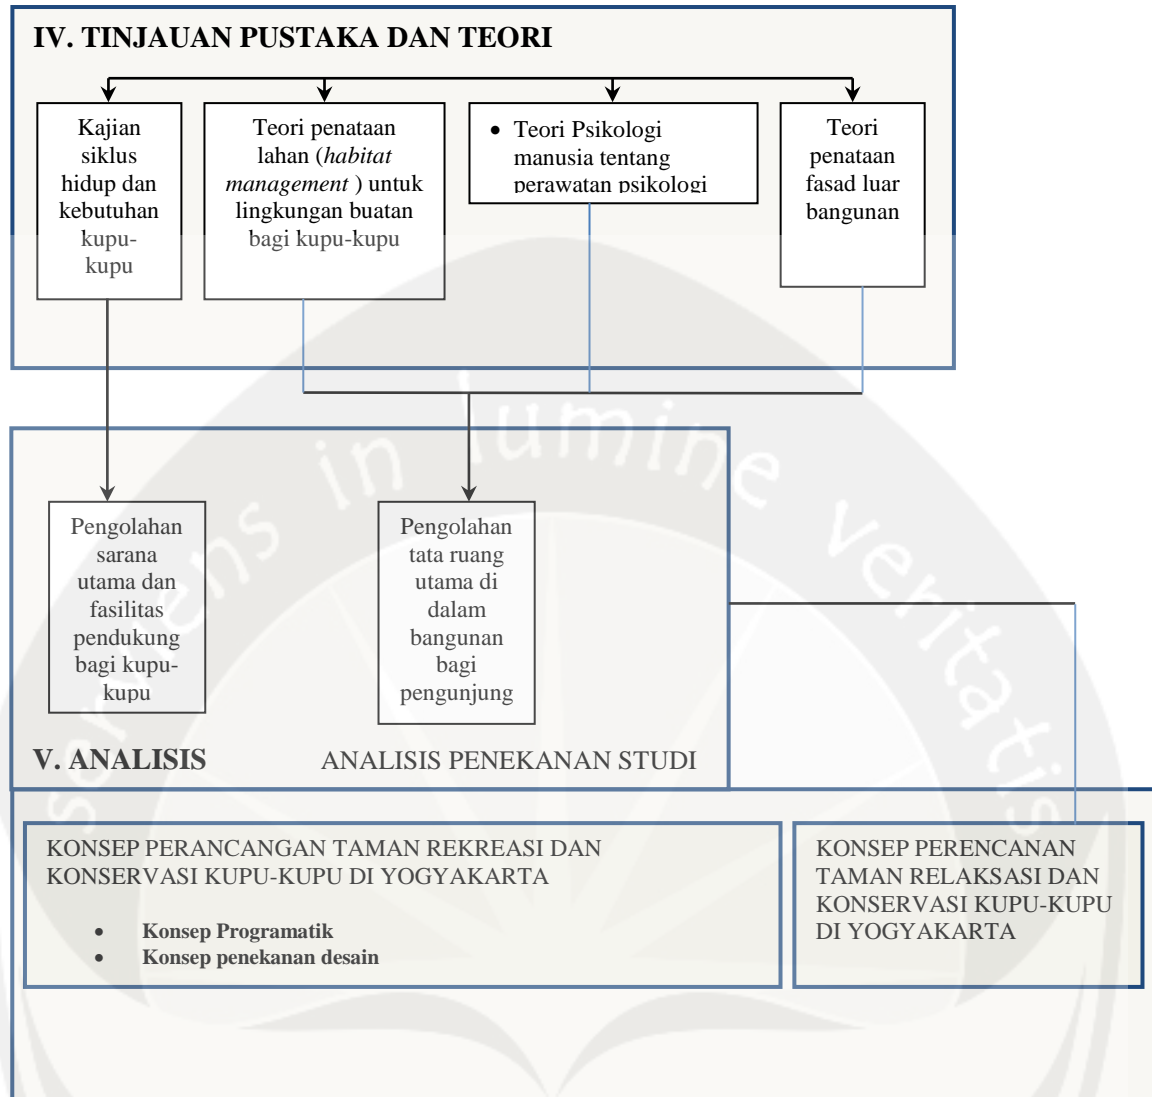 IV. TINJAUAN PUSTAKA DAN TEORI
Kajian
siklus
hidup dan
kebutuhan
kupu-
kupu
Teori penataan
lahan (habitat
management ) untuk
lingkungan buatan
bagi kupu-kupu
• Teori Psikologi
manusia tentang
perawatan psikologi
Teori
penataan
fasad luar
bangunan
Pengolahan
sarana
utama dan
fasilitas
pendukung
bagi kupu-
kupu
Pengolahan
tata ruang
utama di
dalam
bangunan
bagi
pengunjung
V. ANALISIS
ANALISIS PENEKANAN STUDI
KONSEP PERANCANGAN TAMAN REKREASI DAN
KONSERVASI KUPU-KUPU DI YOGYAKARTA
• Konsep Programatik
• Konsep penekanan desain
KONSEP PERENCANAN
TAMAN RELAKSASI DAN
KONSERVASI KUPU-KUPU
DI YOGYAKARTA
serviens in lumine veritatis